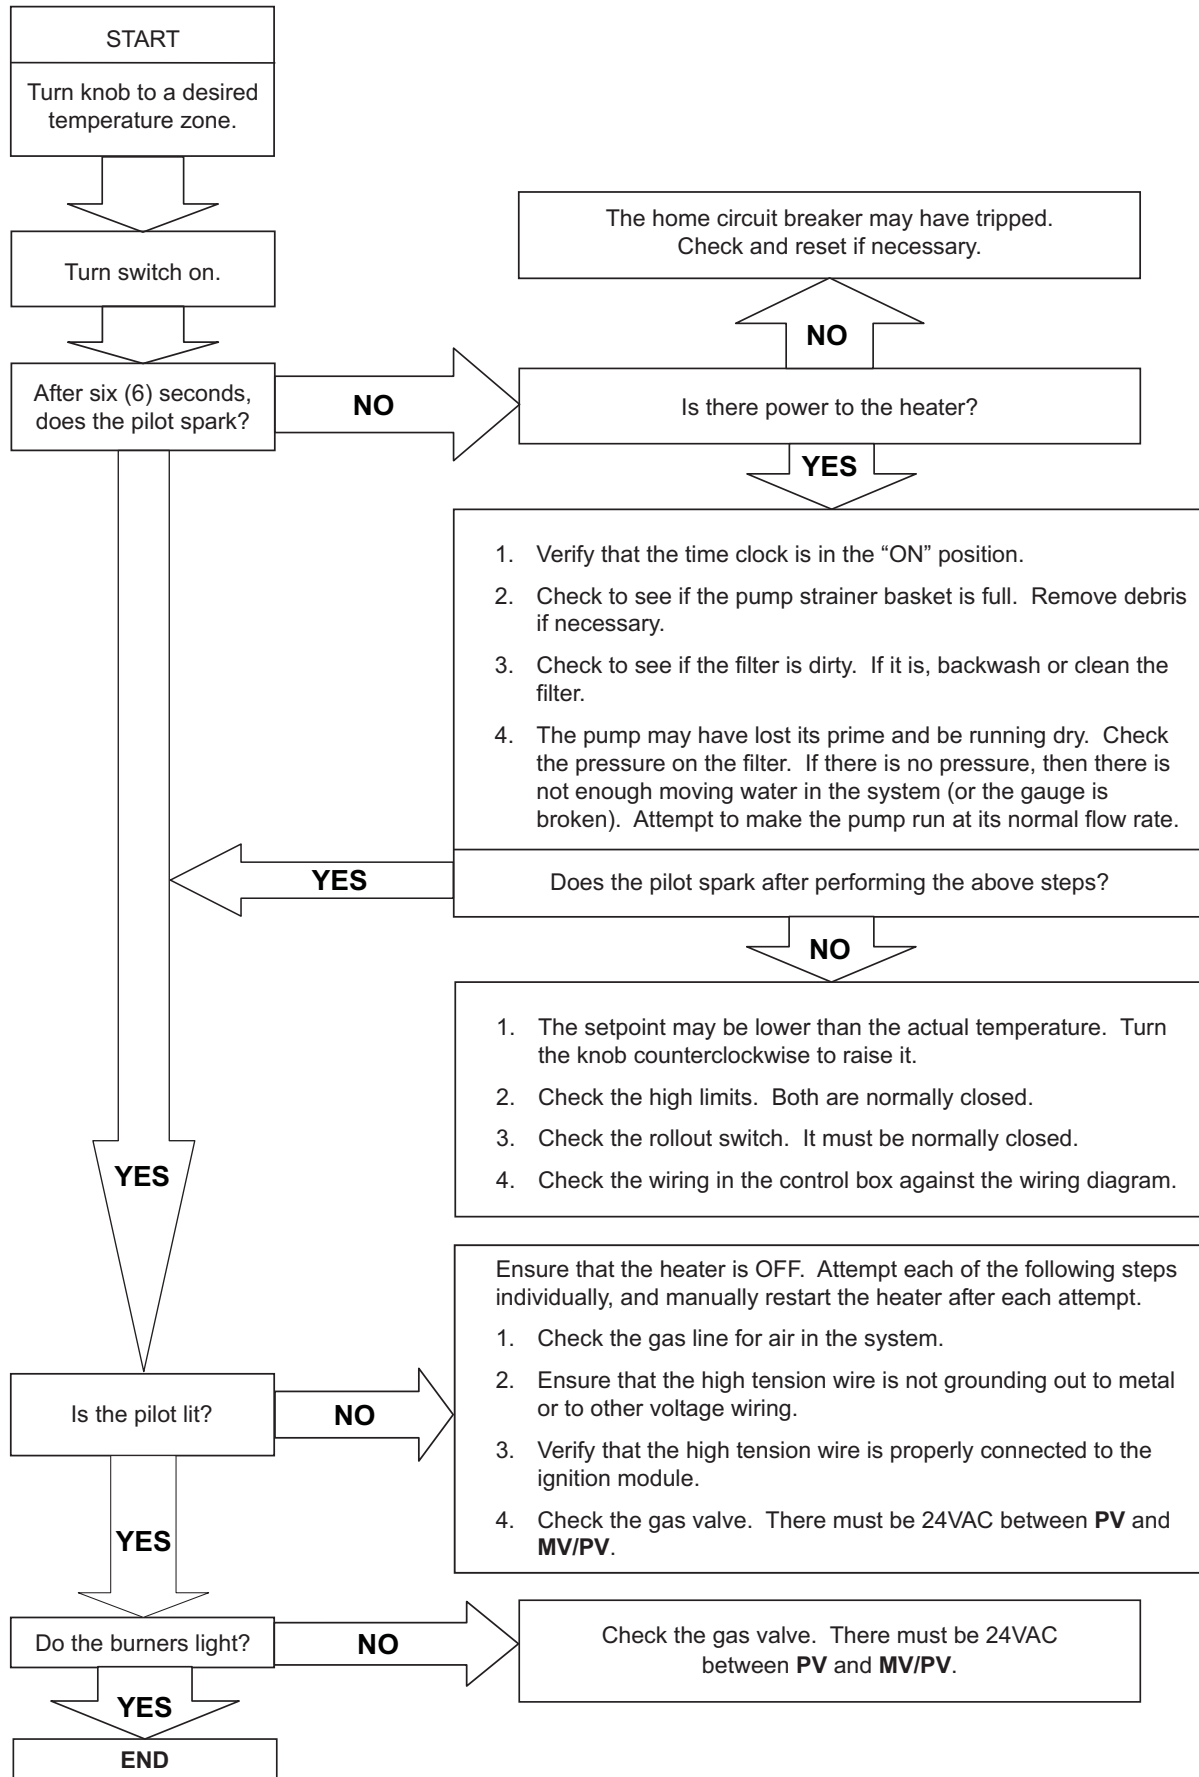 START
Turn knob to a desired
temperature zone.
Turn switch on.
The home circuit breaker may have tripped.
Check and reset if necessary.
NO
After six (6) seconds,
does the pilot spark?
NO
Is there power to the heater?
YES
1. Verify that the time clock is in the “ON” position.
2. Check to see if the pump strainer basket is full. Remove debris
if necessary.
3. Check to see if the filter is dirty. If it is, backwash or clean the
filter.
4. The pump may have lost its prime and be running dry. Check
the pressure on the filter. If there is no pressure, then there is
not enough moving water in the system (or the gauge is
broken). Attempt to make the pump run at its normal flow rate.
YES
Does the pilot spark after performing the above steps?
NO
1. The setpoint may be lower than the actual temperature. Turn
the knob counterclockwise to raise it.
2. Check the high limits. Both are normally closed.
3. Check the rollout switch. It must be normally closed.
4. Check the wiring in the control box against the wiring diagram.
YES
Ensure that the heater is OFF. Attempt each of the following steps
individually, and manually restart the heater after each attempt.
1. Check the gas line for air in the system.
2. Ensure that the high tension wire is not grounding out to metal
or to other voltage wiring.
3. Verify that the high tension wire is properly connected to the
ignition module.
4. Check the gas valve. There must be 24VAC between PV and
MV/PV.
Is the pilot lit?
NO
YES
Do the burners light?
NO
Check the gas valve. There must be 24VAC
between PV and MV/PV.
YES
END